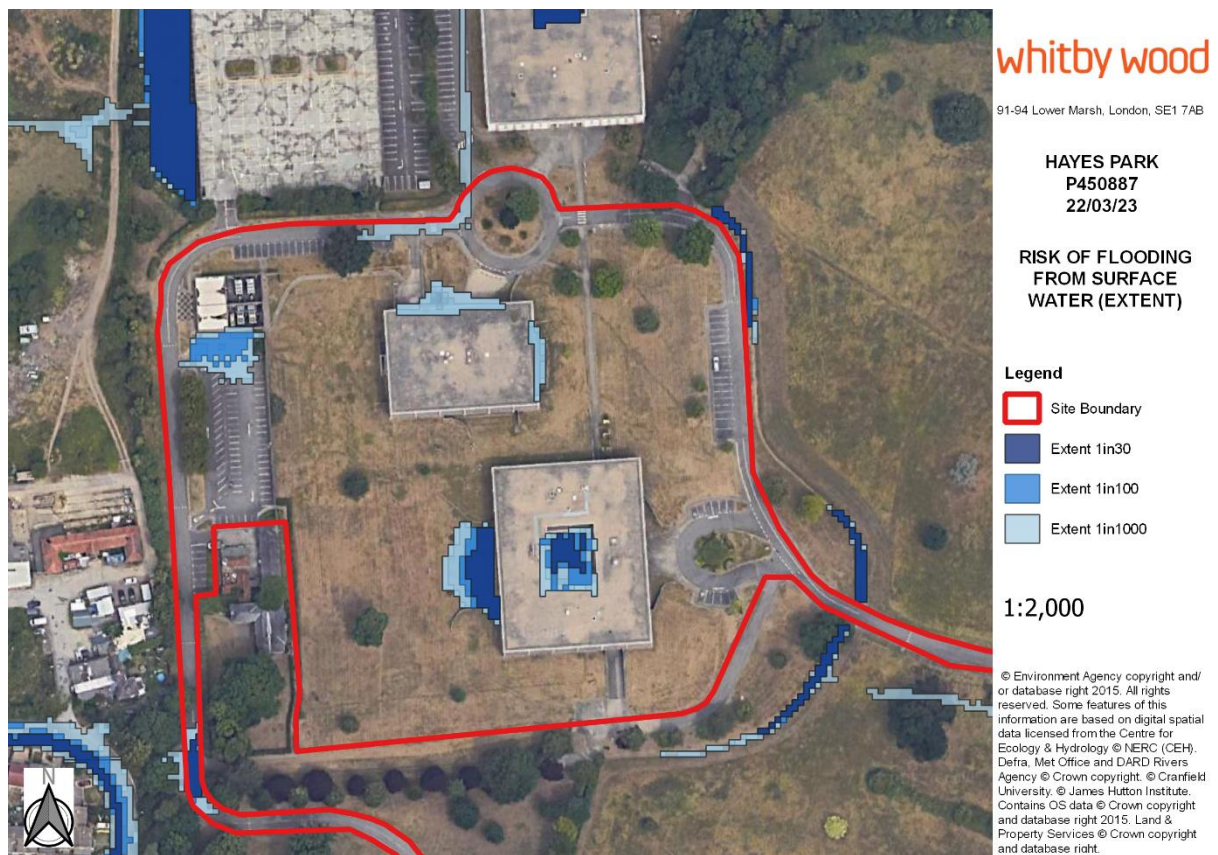 whitby wood
91-94 Lower Marsh, London, SE1 7AB
HAYES PARK
P450887
22/03/23
RISK OF FLOODING
FROM SURFACE
WATER (EXTENT)
Legend
Site Boundary
Extent 1in30
Extent 1in100
Extent 1in1000
1:2,000
© Environment Agency copyright and/
or database right 2015. All rights
reserved. Some features of this
information are based on digital spatial
data licensed from the Centre for
Ecology & Hydrology © NERC (CEH).
Defra, Met Office and DARD Rivers
Agency © Crown copyright. © Cranfield
University. © James Hutton Institute.
Contains OS data © Crown copyright
and database right 2015. Land &
Property Services © Crown copyright
and database right.
N